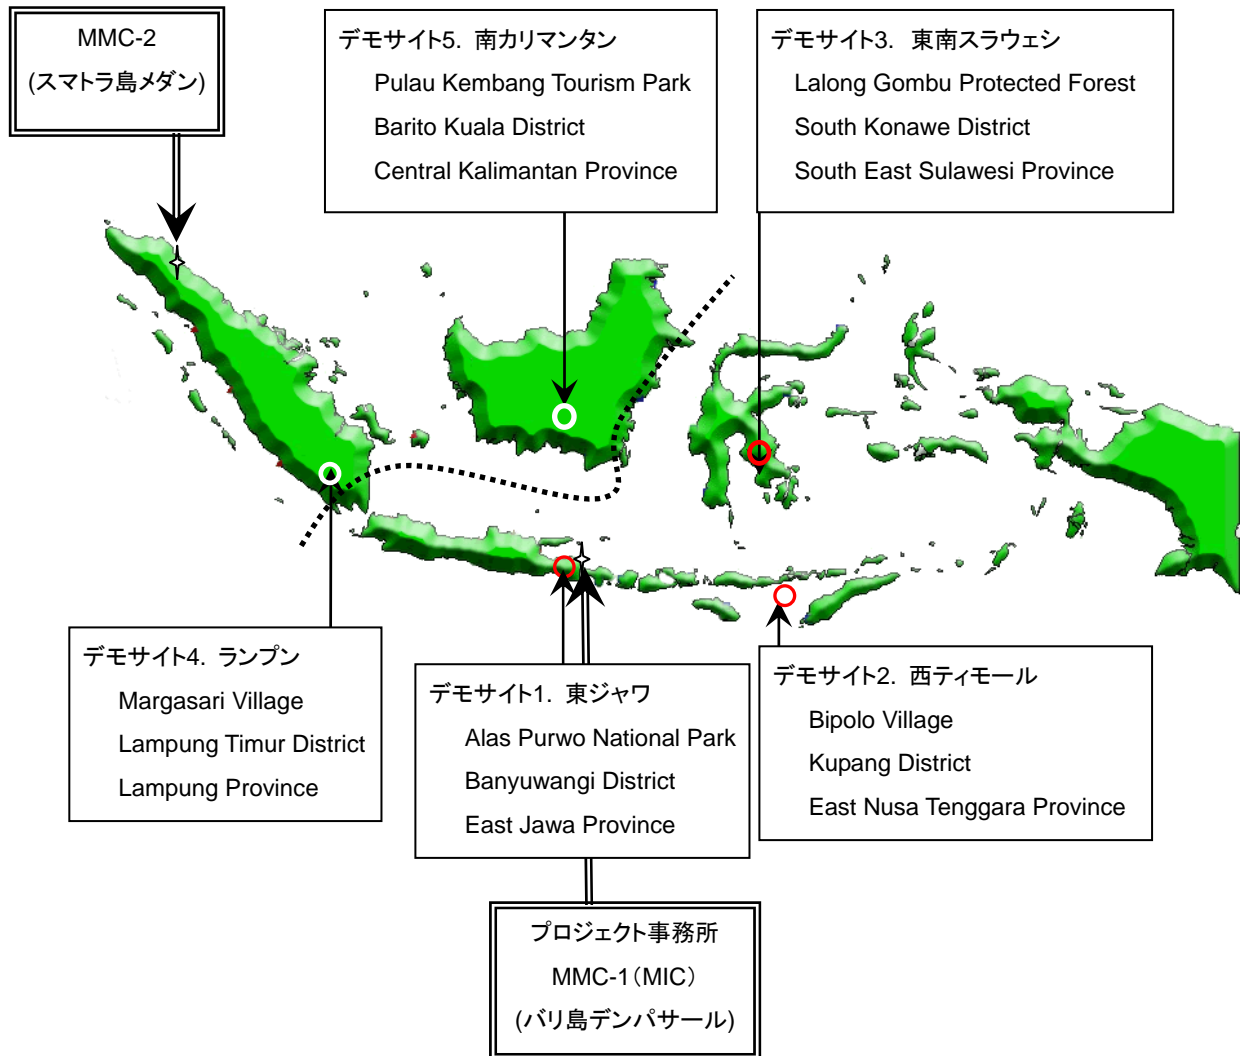 MMC-2
(スマトラ島メダン)
デモサイト5. 南カリマンタン
Pulau Kembang Tourism Park
Barito Kuala District
Central Kalimantan Province
デモサイト3. 東南スラウェシ
Lalong Gombu Protected Forest
South Konawe District
South East Sulawesi Province
デモサイト4. ランプン
Margasari Village
Lampung Timur District
Lampung Province
デモサイト1. 東ジャワ
Alas Purwo National Park
Banyuwangi District
East Jawa Province
デモサイト2. 西ティモール
Bipolo Village
Kupang District
East Nusa Tenggara Province
プロジェクト事務所
MMC-1(MIC)
(バリ島デンパサール)